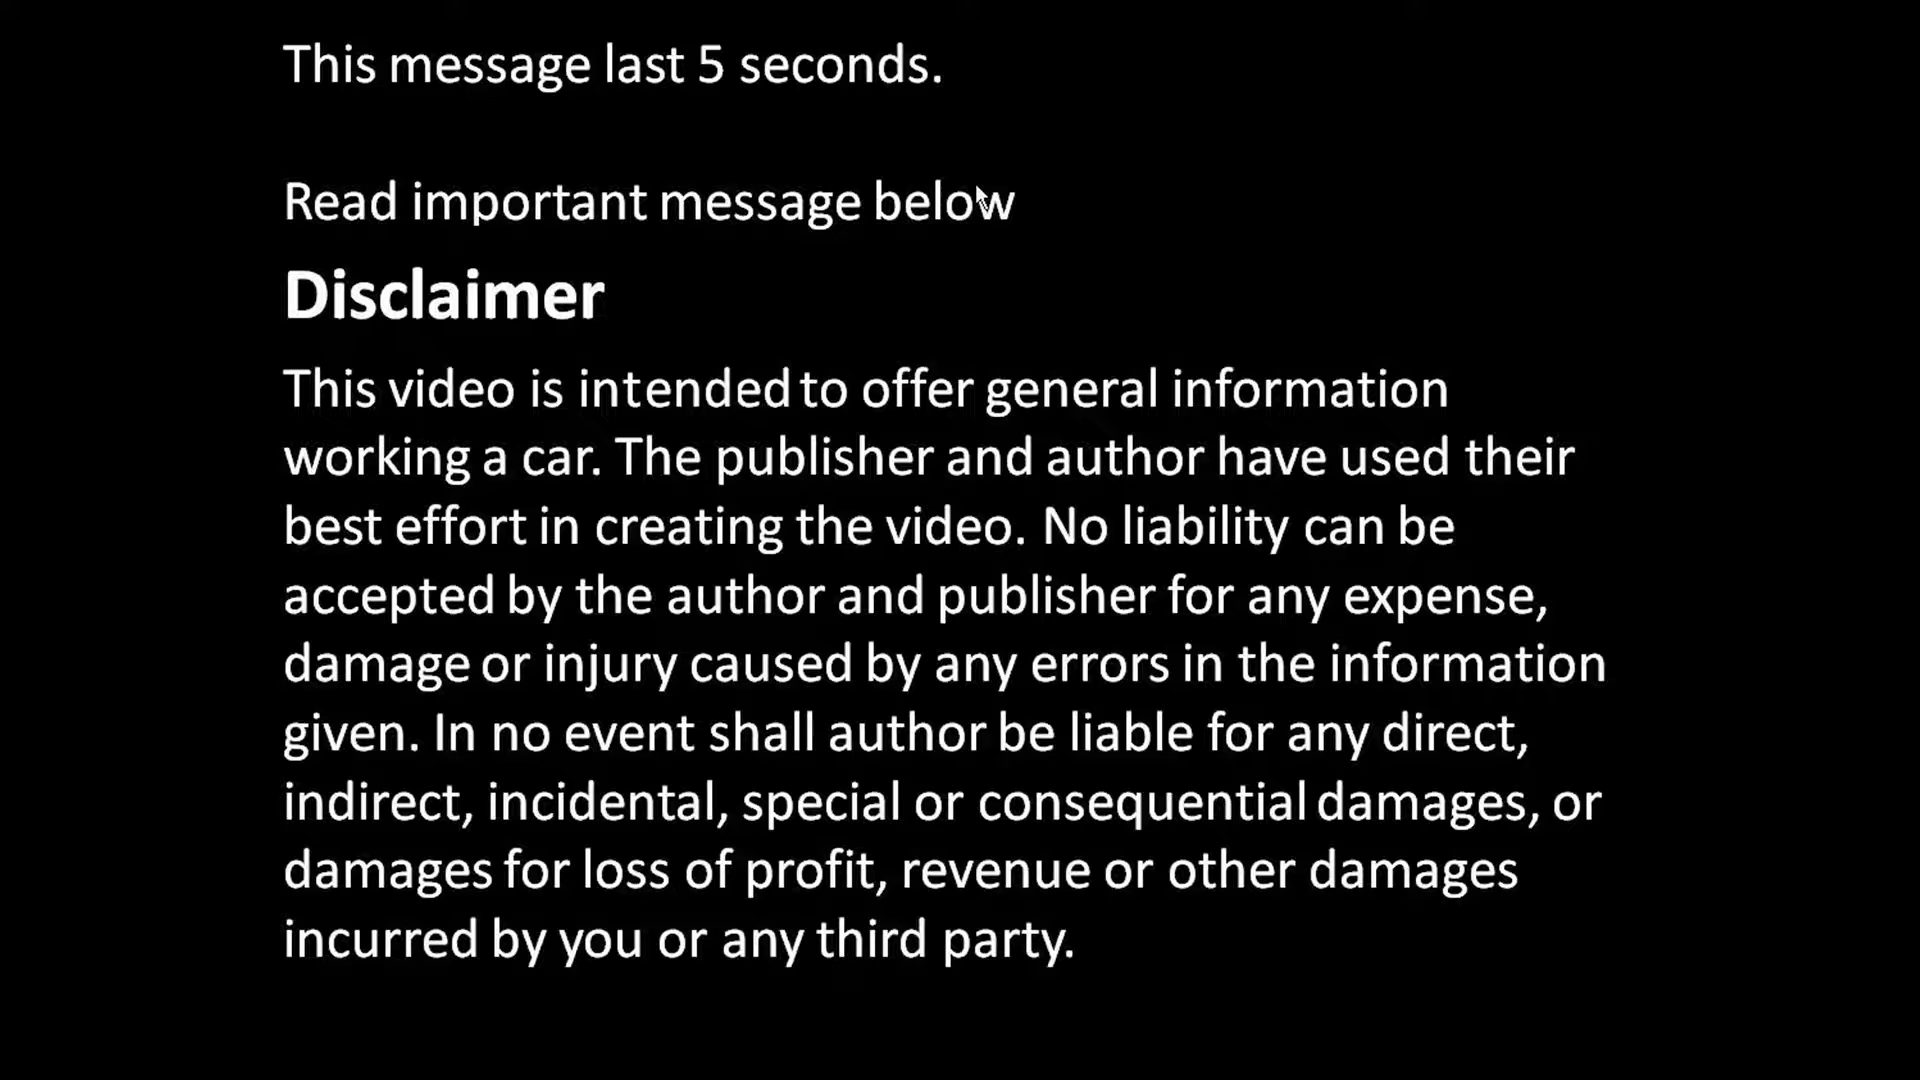 This message last 5 seconds.
Read important message below
Disclaimer
This video is intended to offer general information
working a car. The publisher and author have used their
best effort in creating the video. No liability can be
accepted by the author and publisher for any expense,
damage or injury caused by any errors in the information
given. In no event shall author be liable for any direct,
indirect, incidental, special or consequential damages, or
damages for loss of profit, revenue or other damages
incurred by you or any third party.